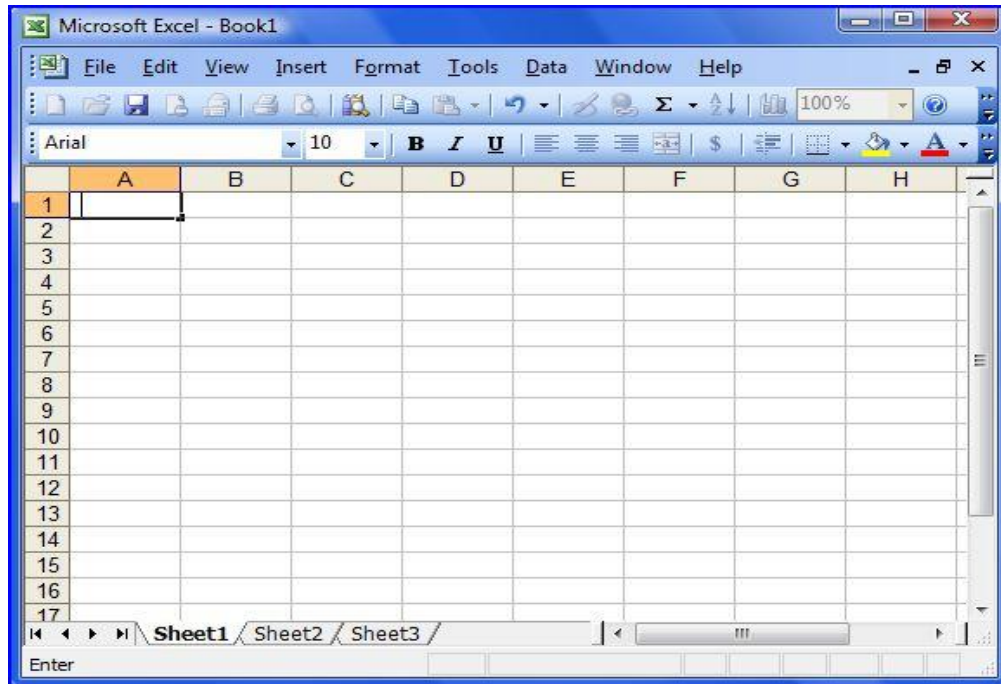 Microsoft Excel - Book1
File Edit View Insert Format Tools Data Window Help
Σ 100%
Arial 10 B I U $ A
A B C D E F G H
1
2
3
4
5
6
7
8
9
10
11
12
13
14
15
16
17
Sheet1 Sheet2 Sheet3
Enter